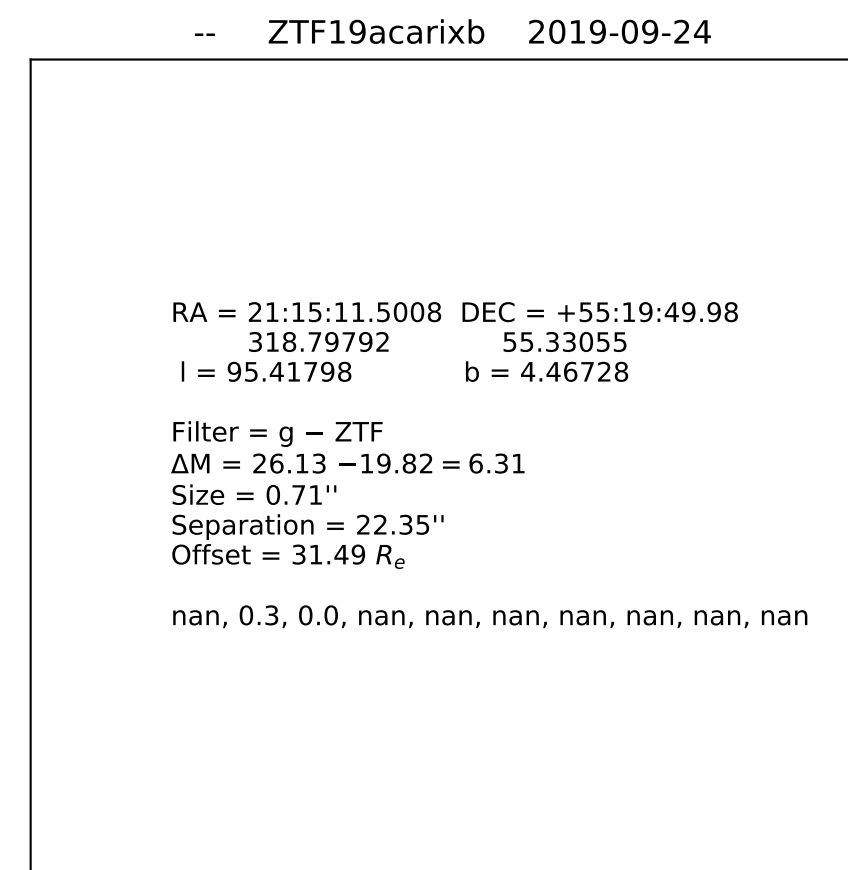 -- ZTF19acarixb 2019-09-24
RA = 21:15:11.5008 DEC = +55:19:49.98
318.79792 55.33055
l = 95.41798 b = 4.46728
Filter = g − ZTF
ΔM = 26.13 −19.82 = 6.31
Size = 0.71''
Separation = 22.35''
Offset = 31.49 Re
nan, 0.3, 0.0, nan, nan, nan, nan, nan, nan, nan